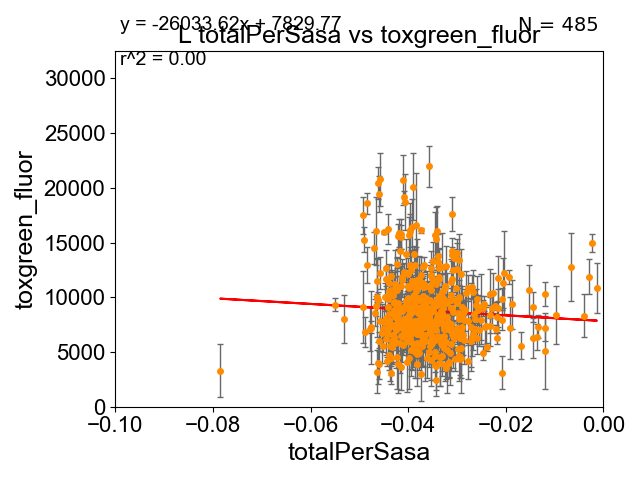 y = -26033.62x + 7829.77
N = 485
L totalPerSasa vs toxgreen_fluor
r^2 = 0.00
30000
25000
20000
15000
10000
5000
0
toxgreen_fluor
−0.10 −0.08 −0.06 −0.04 −0.02 0.00
totalPerSasa